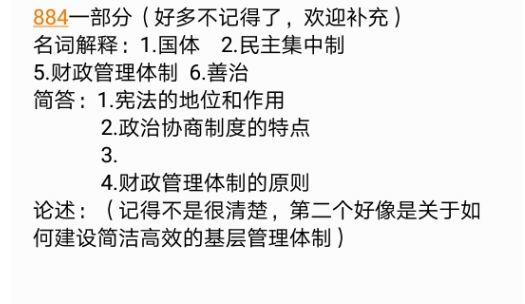 884一部分（好多不记得了，欢迎补充）
名词解释：1.国体 2.民主集中制
5.财政管理体制 6.善治
简答：1.宪法的地位和作用
2.政治协商制度的特点
3.
4.财政管理体制的原则
论述：（记得不是很清楚，第二个好像是关于如
何建设简洁高效的基层管理体制）